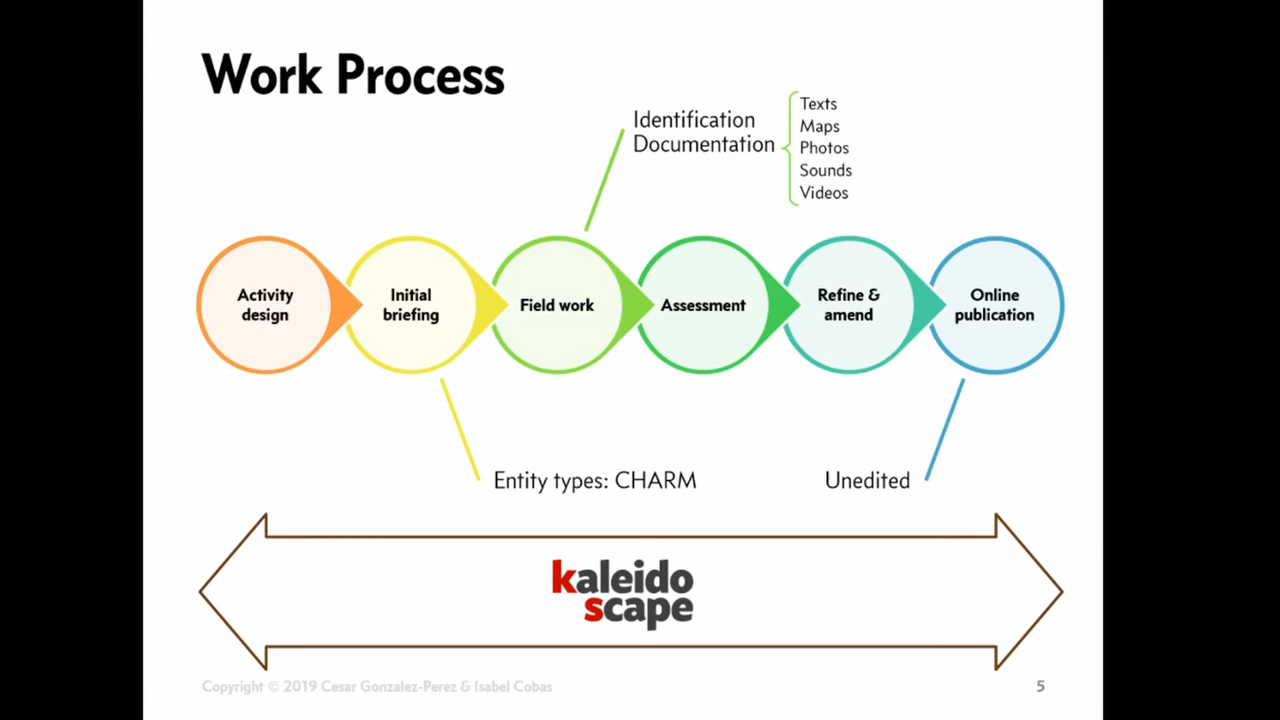 Work Process
Identification
Documentation
Texts
Maps
Photos
Sounds
Videos
Activity
design
Initial
briefing
Field work
Assessment
Refine &
amend
Online
publication
Entity types: CHARM
Unedited
kaleido
scape
Copyright © 2019 Cesar Gonzalez-Perez & Isabel Cobas
5